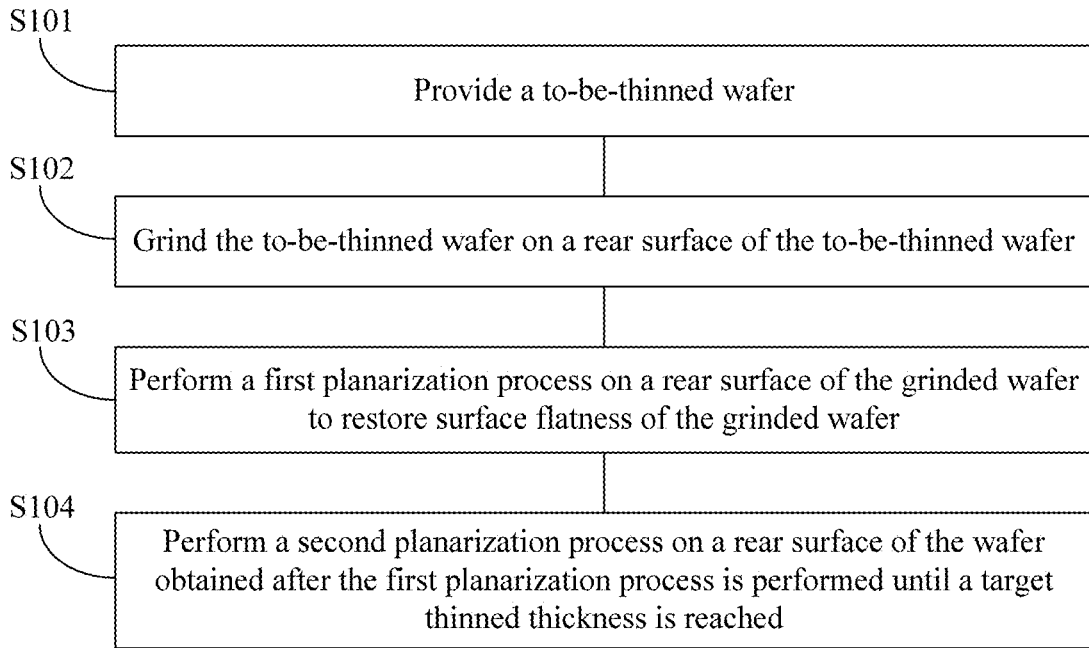 S101
Provide a to-be-thinned wafer
S102
Grind the to-be-thinned wafer on a rear surface of the to-be-thinned wafer
S103
Perform a first planarization process on a rear surface of the grinded wafer
to restore surface flatness of the grinded wafer
S104
Perform a second planarization process on a rear surface of the wafer
obtained after the first planarization process is performed until a target
thinned thickness is reached